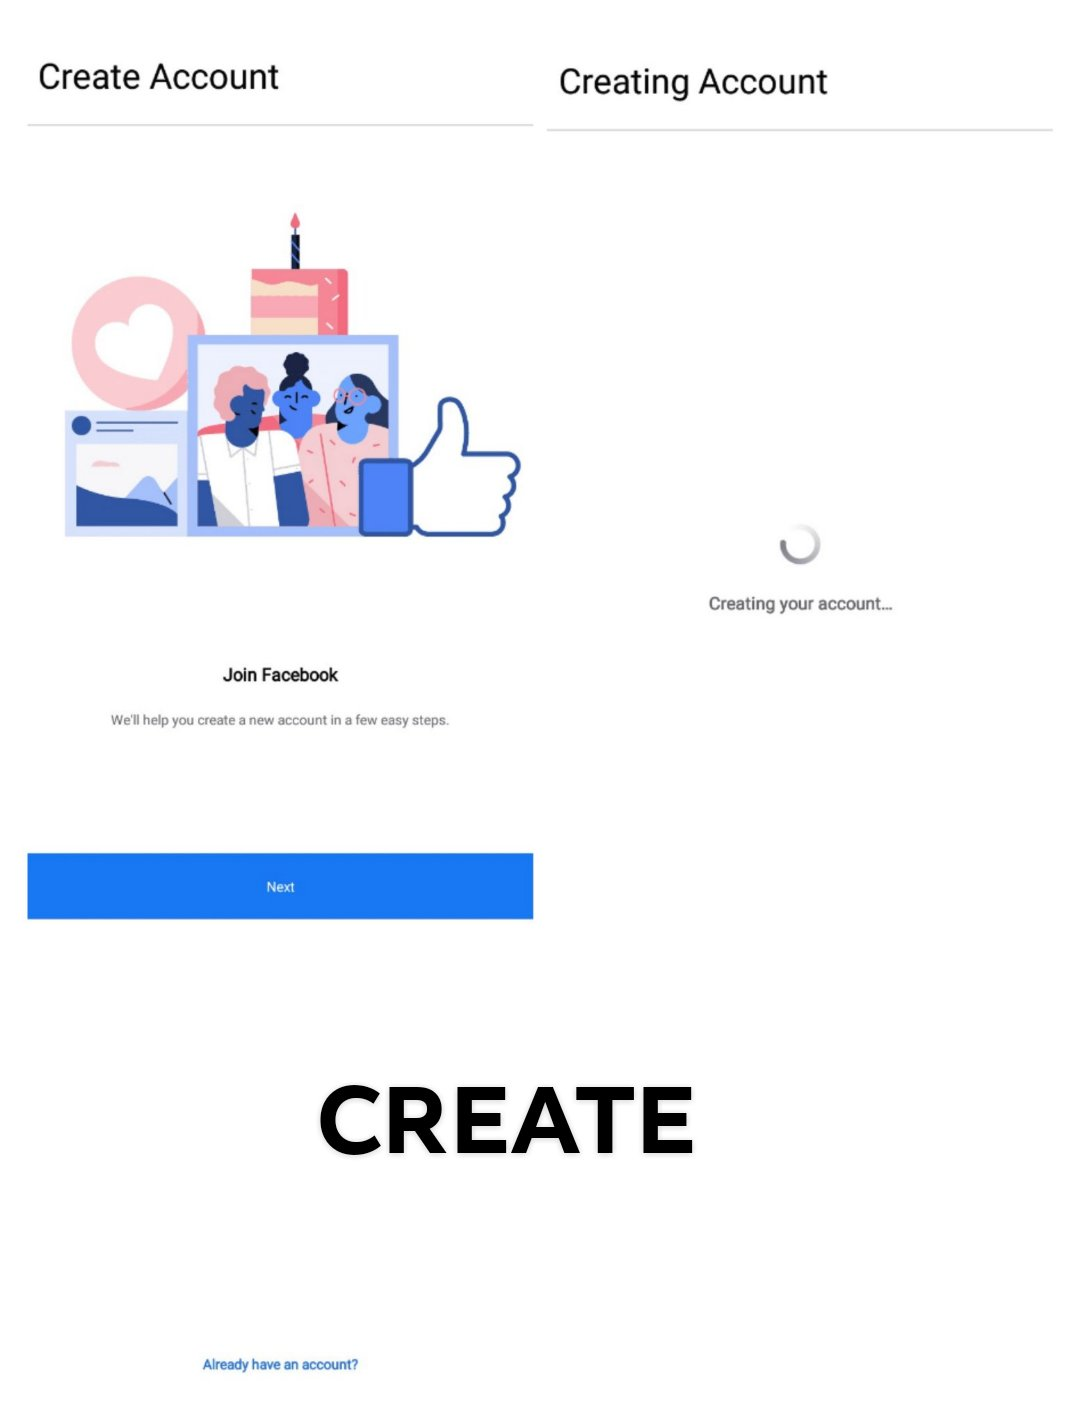 Create Account
Join Facebook
We'll help you create a new account in a few easy steps.
Next
Already have an account?
Creating Account
Creating your account...
CREATE